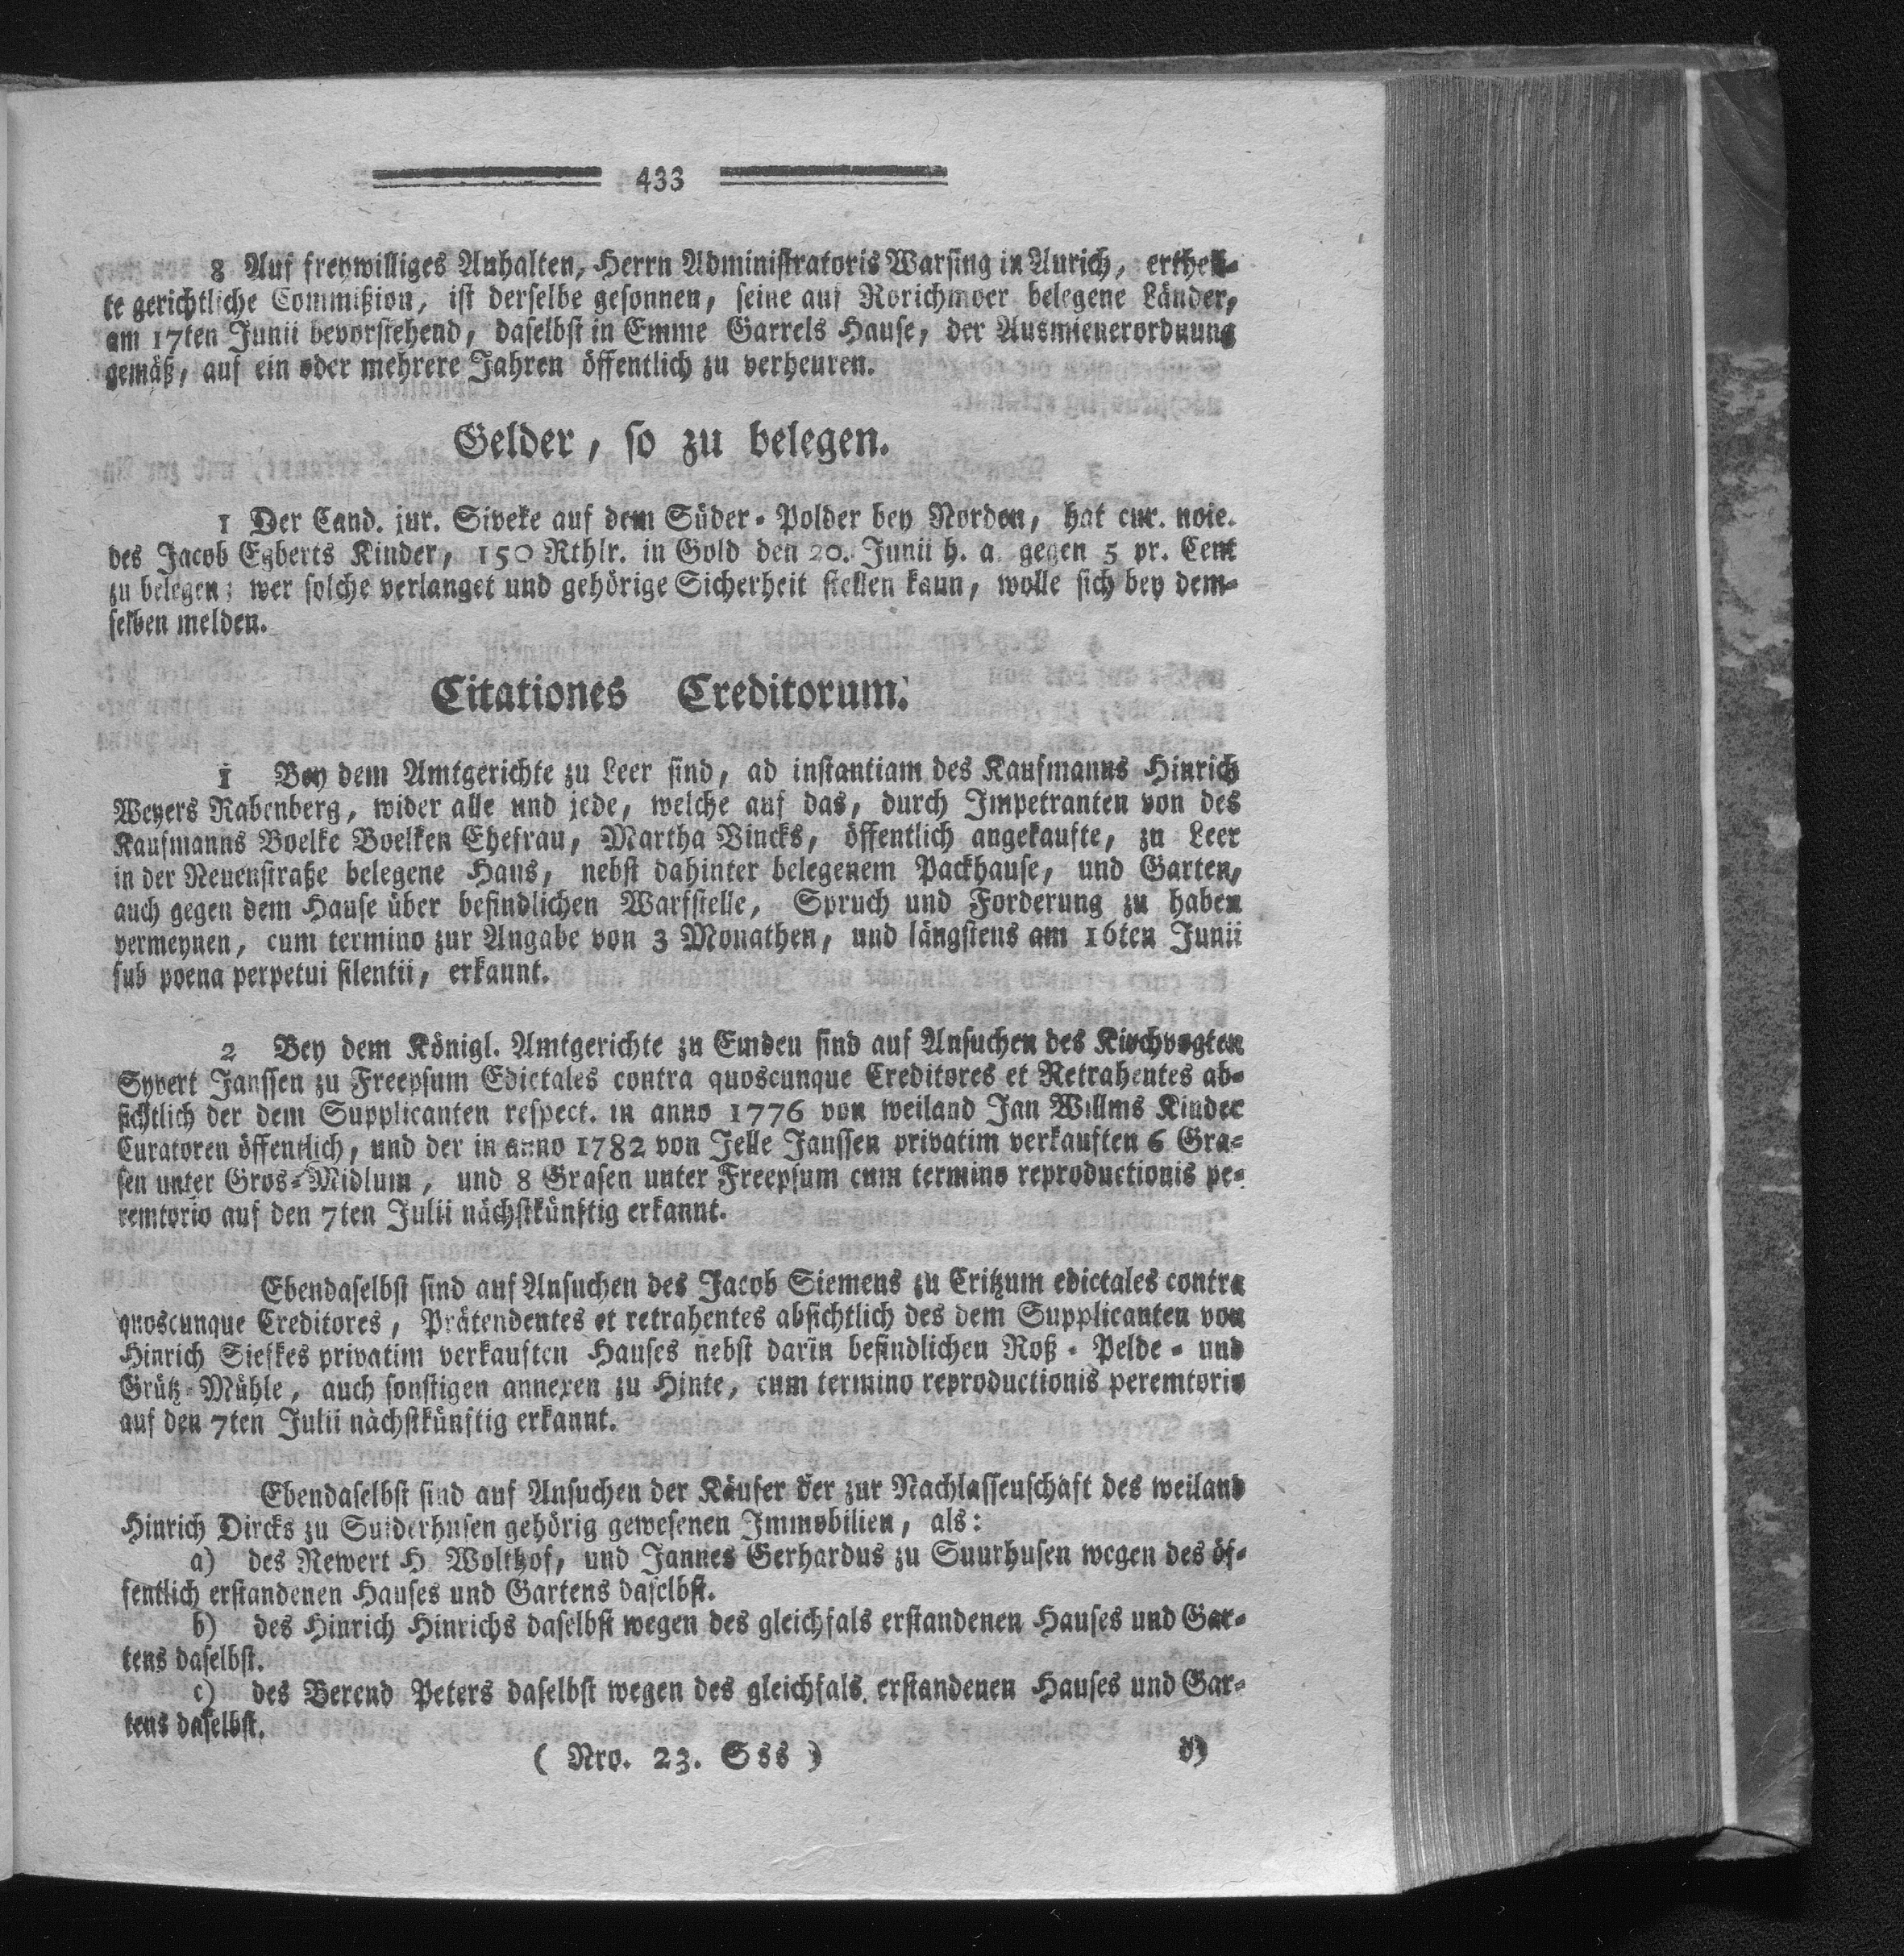 433
8 Auf freywilliges Anhalten, Herrn Administratoris Warsing in Aurich, ertheil-
te gerichtliche Commißion, ist derselbe gesonnen, seine auf Rorichmoer belegene Länder,
am 17ten Junii bevorstehend, daselbst in Emme Garrels Hause, der Ausmienerordnung
gemäß, auf ein oder mehrere Jahren öffentlich zu verheuren.
Gelder, so zu belegen.
1 Der Cand. jur. Siveke auf dem Süder-Polder bey Norden, hat cur. noie.
des Jacob Egberts Kinder, 150 Rthlr. in Gold den 20. Junii h. a. gegen 5 pr. Cent
zu belegen; wer solche verlanget und gehörige Sicherheit stellen kann, wolle sich bey dem-
selben melden.
Citationes Creditorum.
1 Bey dem Amtgerichte zu Leer sind, ad instantiam des Kaufmanns Hinrich
Weyers Rabenberg, wider alle und jede, welche auf das, durch Impetranten von des
Kaufmanns Boelke Boelken Ehefrau, Martha Vincks, öffentlich angekaufte, zu Leer
in der Neuenstraße belegene Haus, nebst dahinter belegenem Packhause, und Garten,
auch gegen dem Hause über befindlichen Warfstelle, Spruch und Forderung zu haben
vermeynen, cum termino zur Angabe von 3 Monathen, und längstens am 16ten Junii
sub poena perpetui silentii, erkannt.
2 Bey dem Königl. Amtgerichte zu Emden sind auf Ansuchen des Kirchvogten
Syvert Janssen zu Freepsum Edictales contra quoscunque Creditores et Retrahentes ab-
sichtlich der dem Supplicanten respect. in anno 1776 von weiland Jan Willms Kinder
Curatoren öffentlich, und der in anno 1782 von Jelle Janssen privatim verkauften 6 Gra-
sen unter Gros-Midlum, und 8 Grasen unter Freepsum cum termino reproductionis pe-
remtorio auf den 7ten Julii nächstkünftig erkannt.
Ebendaselbst sind auf Ansuchen des Jacob Siemens zu Critzum edictales contra
quoscunque Creditores, Prätendentes et retrahentes absichtlich des dem Supplicanten von
Hinrich Sieskes privatim verkauften Hauses nebst darin befindlichen Roß-Pelde- und
Grütz-Mühle, auch sonstigen annexen zu Hinte, cum termino reproductionis peremtorio
auf den 7ten Julii nächstkünftig erkannt.
Ebendaselbst sind auf Ansuchen der Käufer der zur Nachlassenschaft des weiland
Hinrich Dircks zu Suiderhusen gehörig gewesenen Immobilien, als:
a) des Newert H. Wolthof, und Jannes Gerhardus zu Suurhusen wegen des öf-
fentlich erstandenen Hauses und Gartens daselbst.
b) des Hinrich Hinrichs daselbst wegen des gleichfals erstandenen Hauses und Gar-
tens daselbst.
c) des Berend Peters daselbst wegen des gleichfals erstandenen Hauses und Gar-
tens daselbst.
( Nro. 23. Sss ) d)